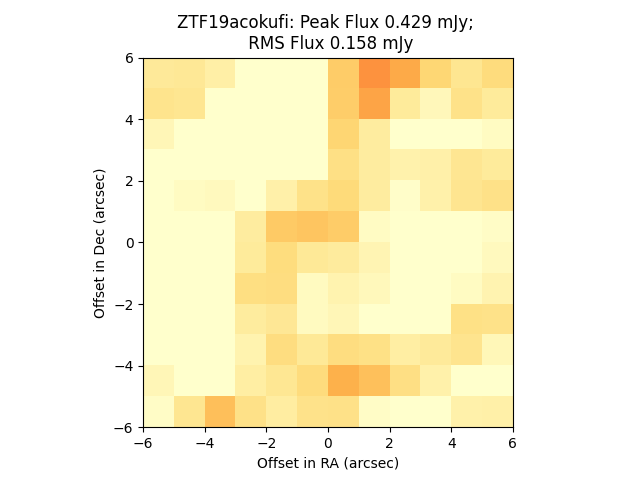 ZTF19acokufi: Peak Flux 0.429 mJy;
RMS Flux 0.158 mJy
6
4
2
0
−2
−4
−6
Offset in Dec (arcsec)
−6 −4 −2 0 2 4 6
Offset in RA (arcsec)